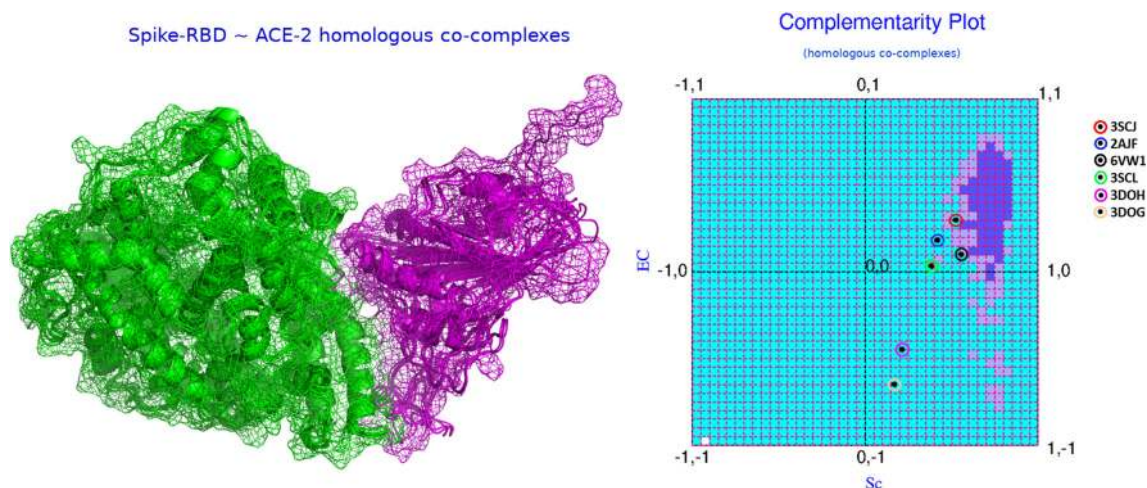 Spike-RBD ~ ACE-2 homologous co-complexes
Complementarity Plot
(homologous co-complexes)
-1,1
0,1
1,1
3SCJ
2AJF
6VW1
3SCL
3DOH
3DOG
EC
-1,0
0,0
1,0
-1,-1
0,-1
1,-1
Sc